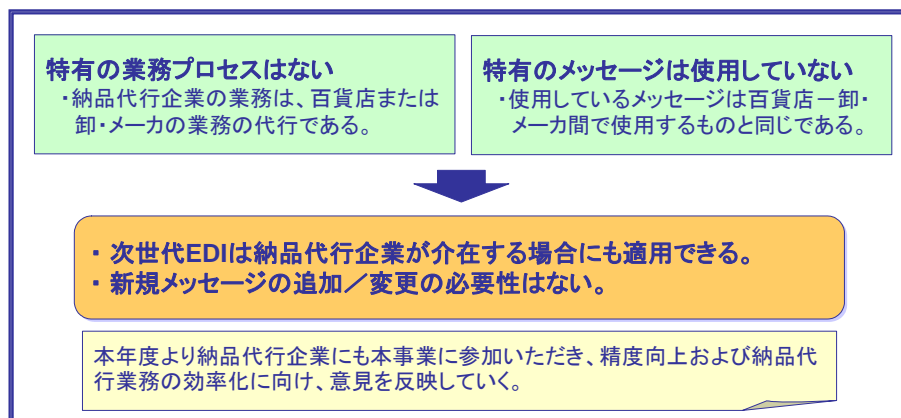 特有の業務プロセスはない
・納品代行企業の業務は、百貨店または
卸・メーカの業務の代行である。
特有のメッセージは使用していない
・使用しているメッセージは百貨店－卸・
メーカ間で使用するものと同じである。
・ 次世代EDIは納品代行企業が介在する場合にも適用できる。
・ 新規メッセージの追加／変更の必要性はない。
本年度より納品代行企業にも本事業に参加いただき、精度向上および納品代
行業務の効率化に向け、意見を反映していく。